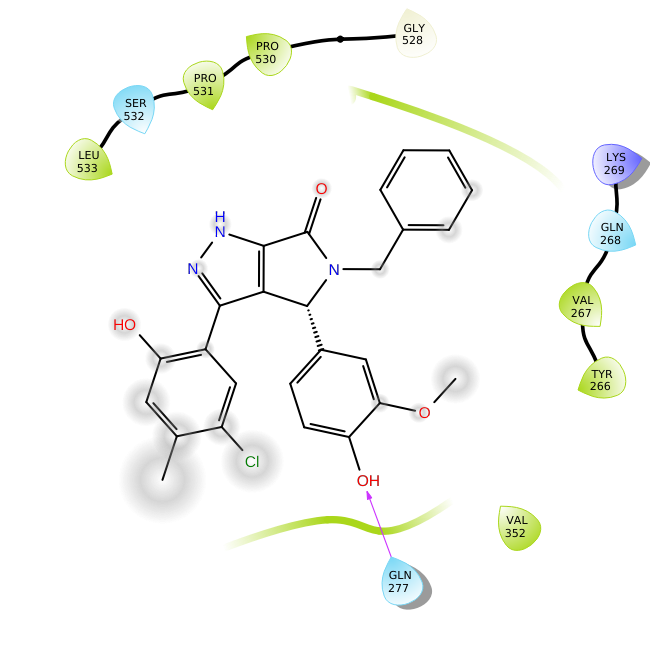 GLY
528
PRO
530
PRO
531
SER
532
LEU
533
LYS
269
GLN
268
VAL
267
TYR
266
O
H
N
N
N
HO
O
Cl
OH
VAL
352
GLN
277